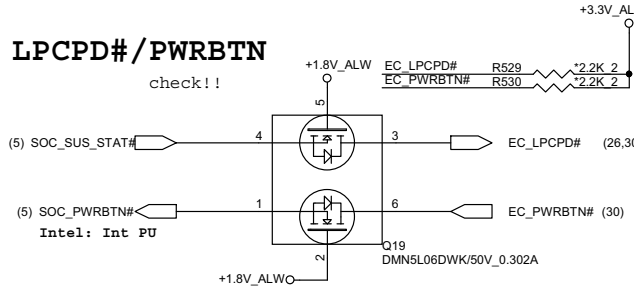 +3.3V_AL
LPCPD#/PWRBTN
check!!
+1.8V_ALW
EC_LPCPD# R529 *2.2K_2
EC_PWRBTN# R530 *2.2K_2
5
(5) SOC_SUS_STAT# 4 3 EC_LPCPD# (26,30
(5) SOC_PWRBTN# 1 6 EC_PWRBTN# (30)
Intel: Int PU
2
Q19
DMN5L06DWK/50V_0.302A
+1.8V_ALW